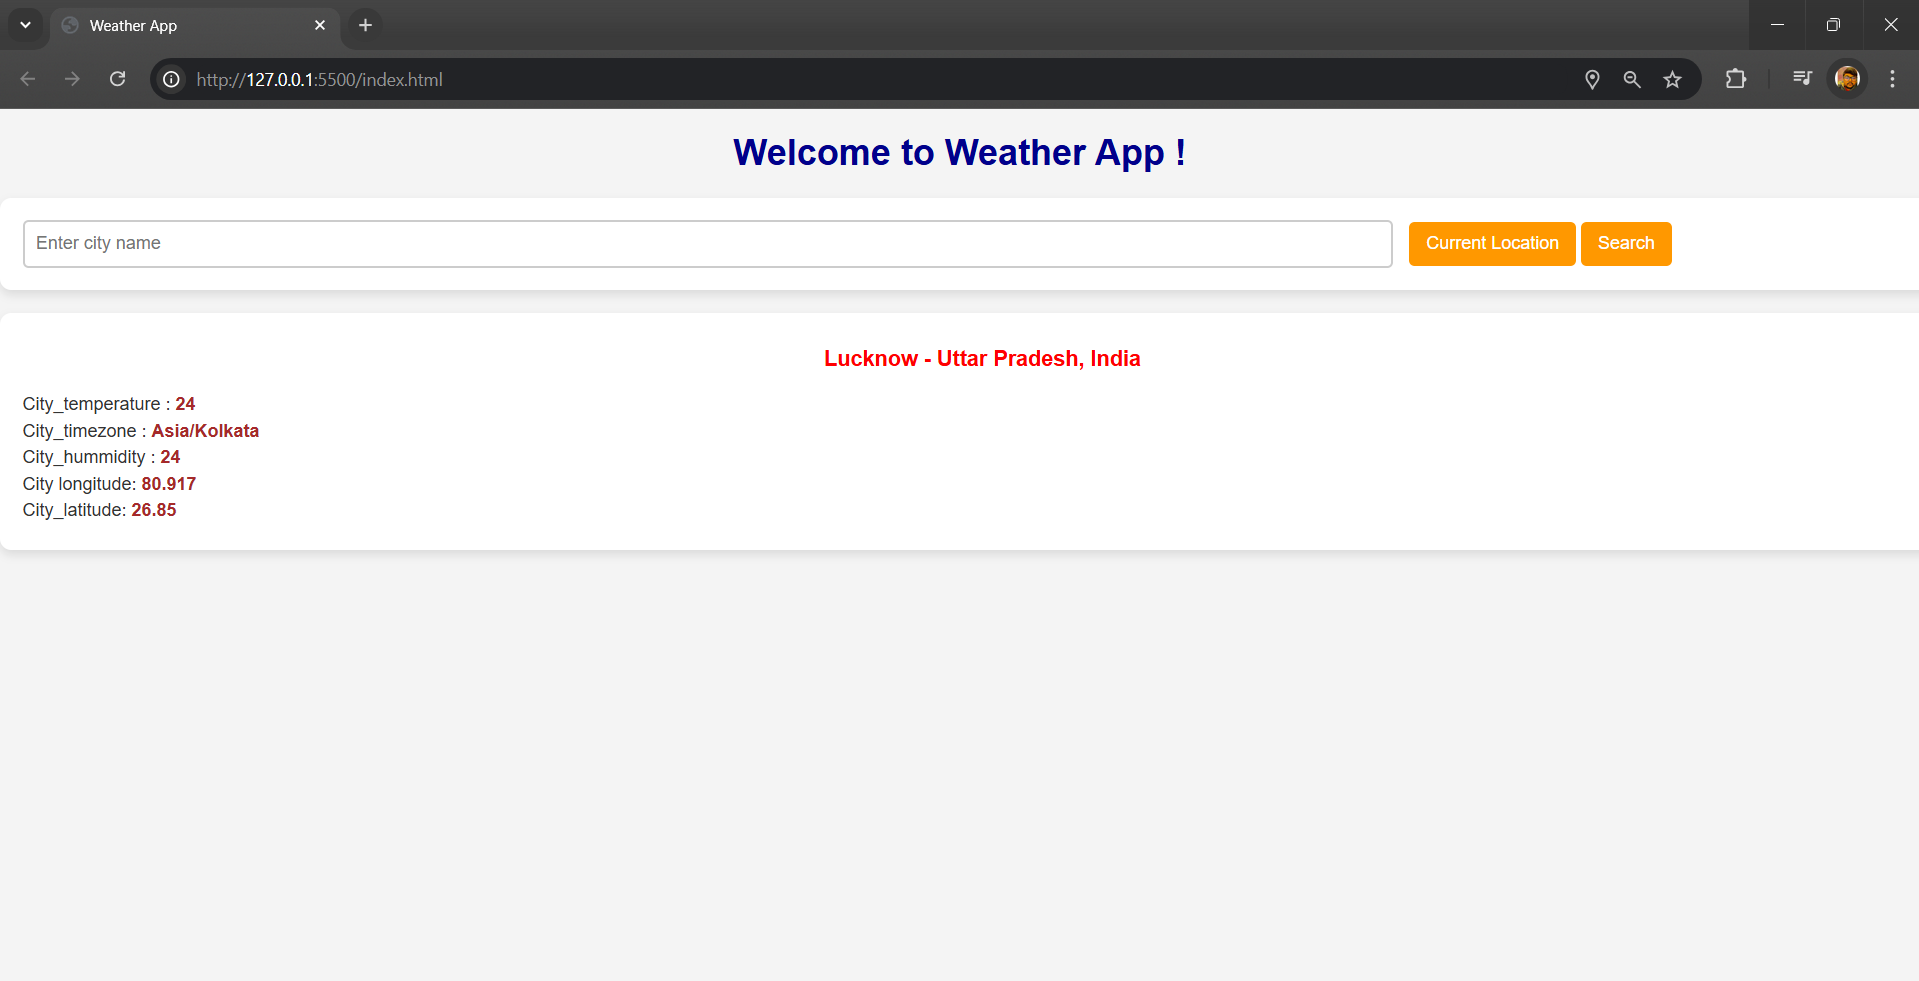 Weather App
http://127.0.0.1:5500/index.html
Welcome to Weather App !
Enter city name
Current Location
Search
Lucknow - Uttar Pradesh, India
City_temperature : 24
City_timezone : Asia/Kolkata
City_hummidity : 24
City longitude: 80.917
City_latitude: 26.85